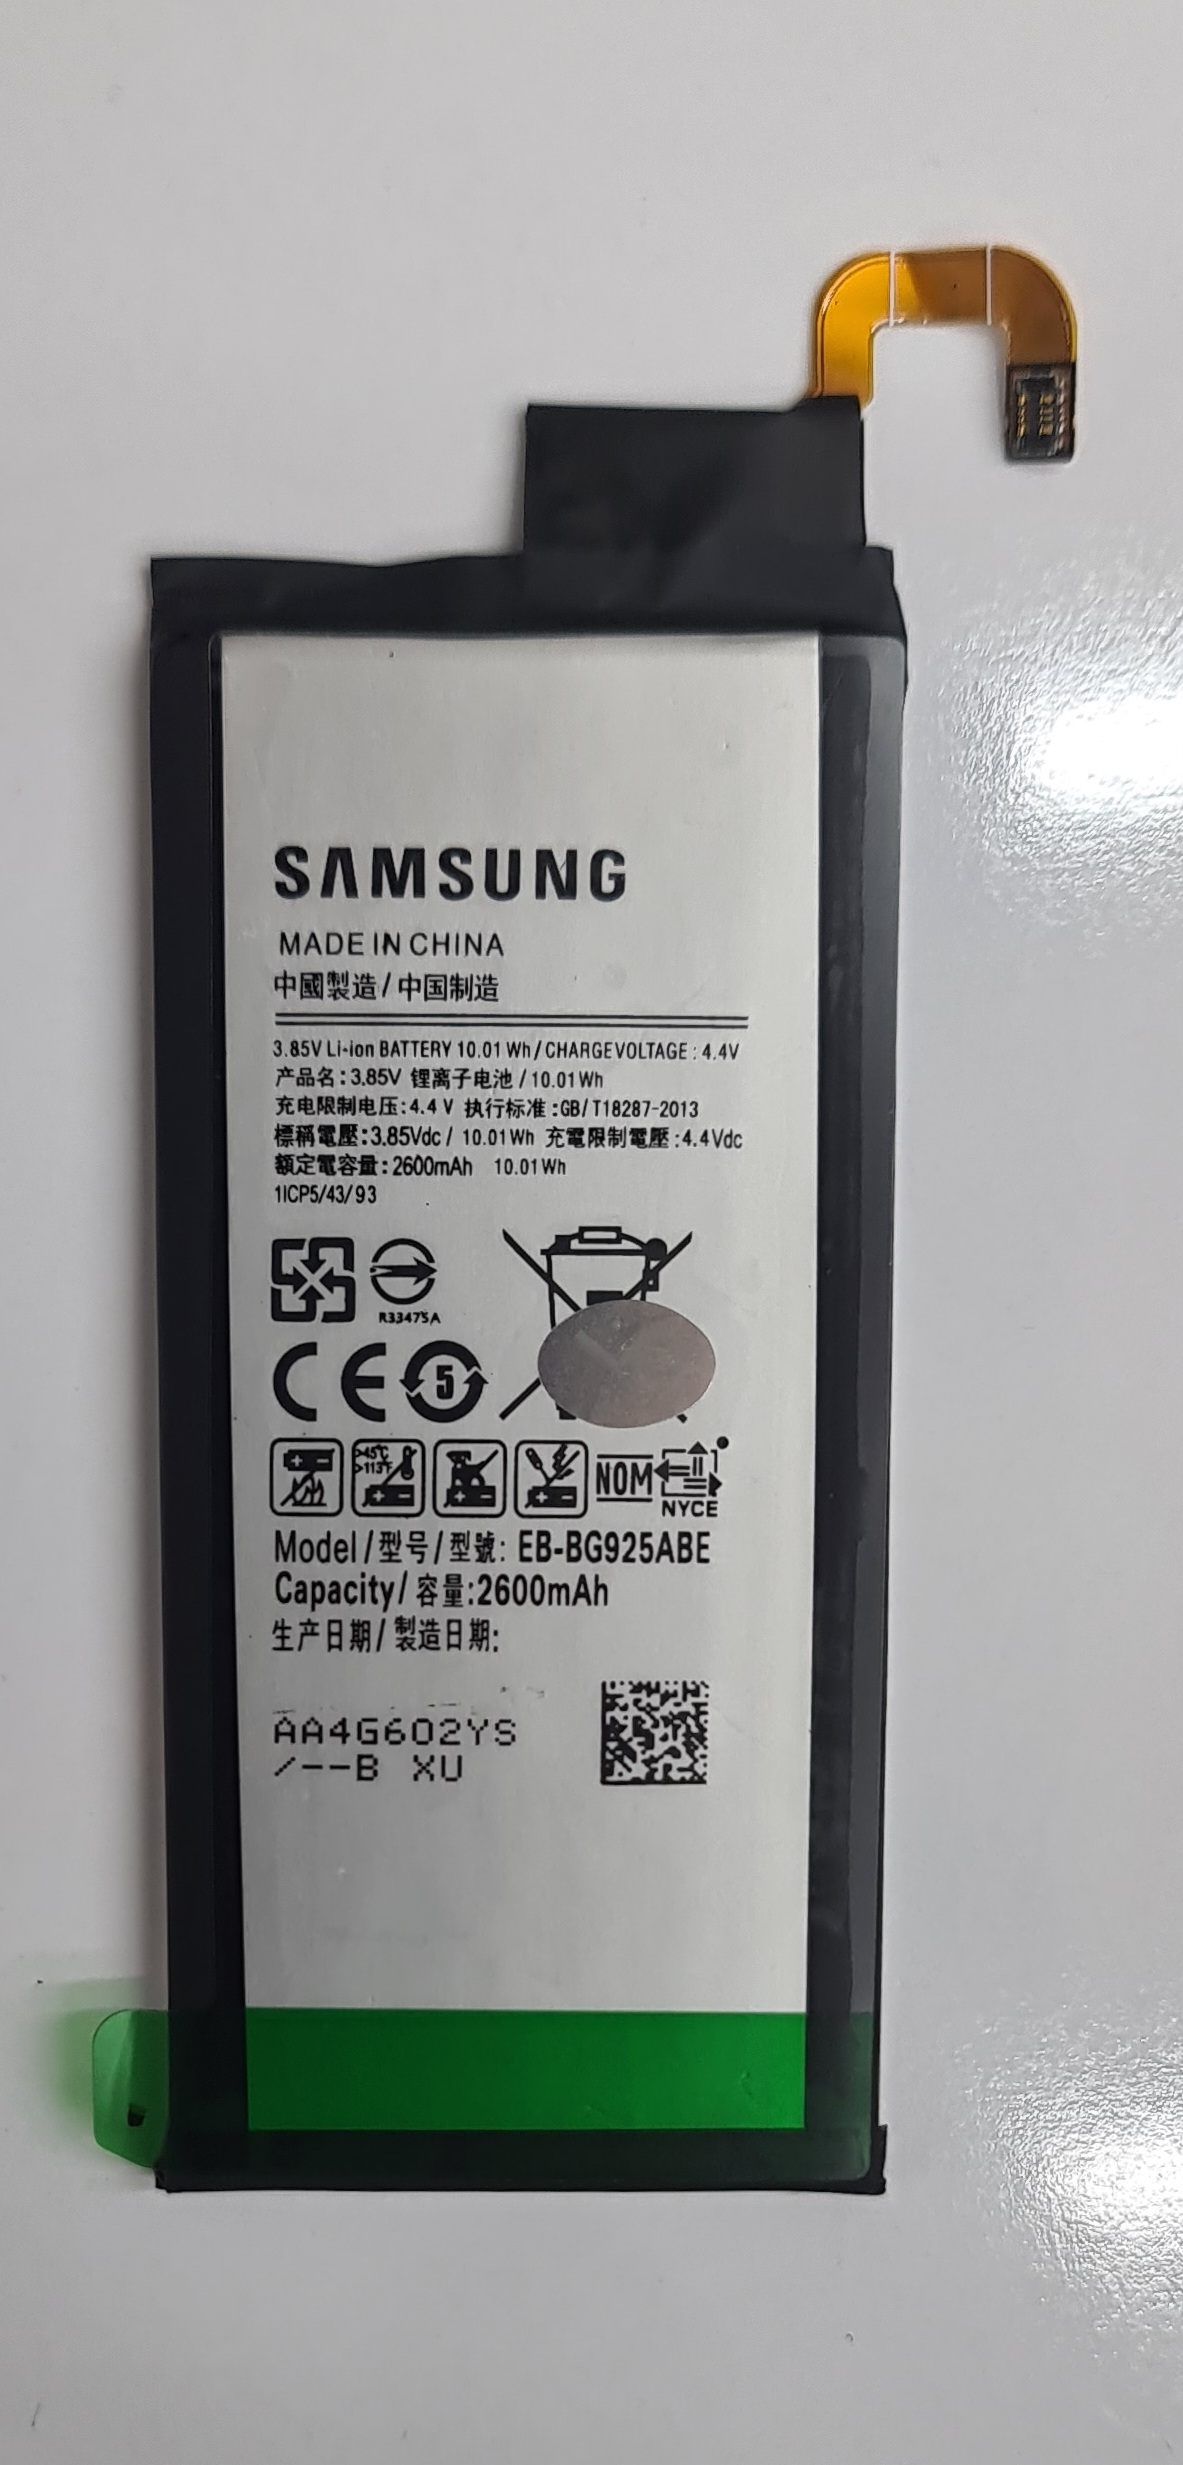 SAMSUNG
MADE IN CHINA
中國製造/中国制造
3.85V Li-ion BATTERY 10.01 Wh/CHARGEVOLTAGE : 4.4V
产品名:3.85V 锂离子电池 / 10.01Wh
充电限制电压:4.4 V 执行标准:GB/T18287-2013
標稱電壓:3.85Vdc/ 10.01Wh 充電限制電壓:4.4Vdc
額定電容量:2600mAh 10.01Wh
1ICP5/43/93
R33475A
CE 5
>45°C
>113°F
NOM
NYCE
Model/型号/型號: EB-BG925ABE
Capacity/容量:2600mAh
生产日期/製造日期:
AA4G602YS
/--B XU